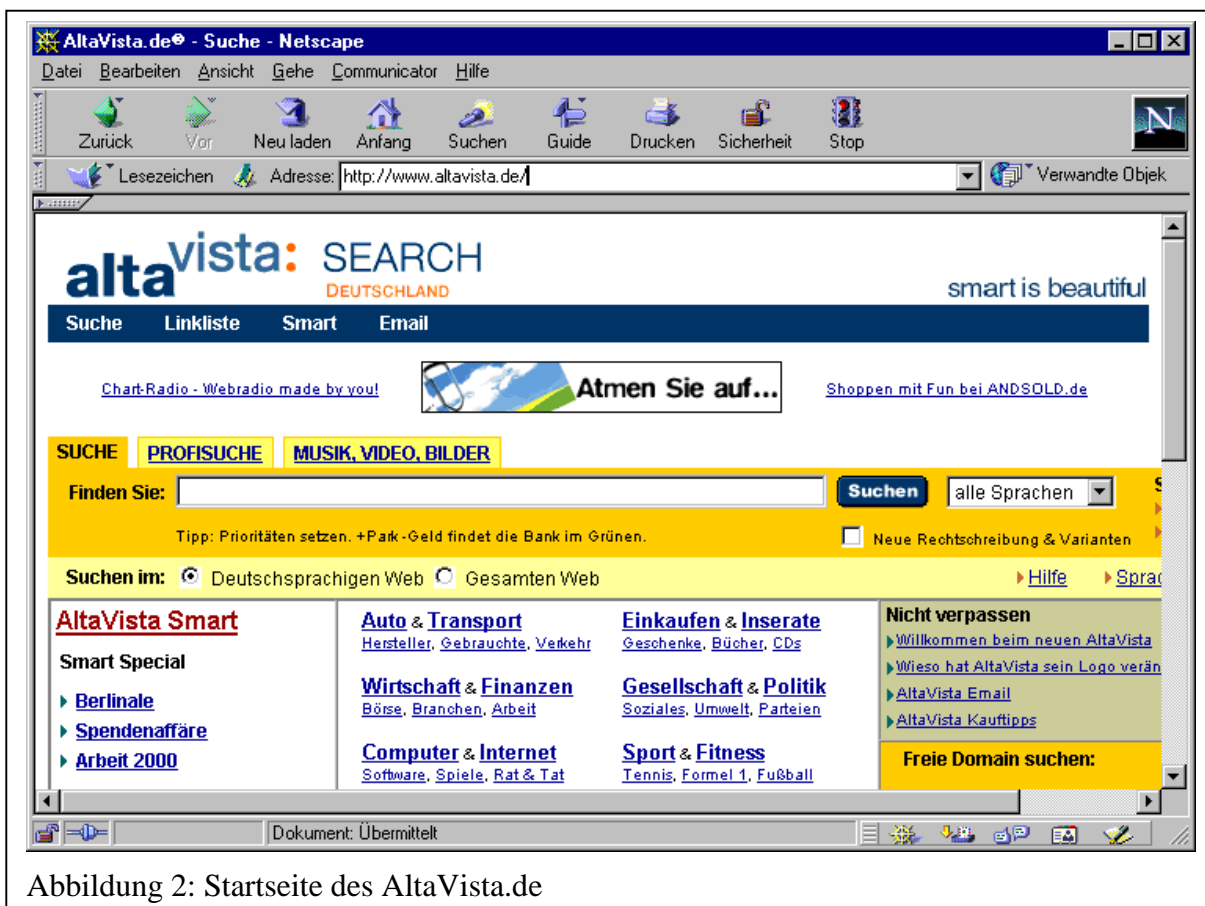 AltaVista.de® - Suche - Netscape
Datei Bearbeiten Ansicht Gehe Communicator Hilfe
Zurück Vor Neu laden Anfang Suchen Guide Drucken Sicherheit Stop
N
Lesezeichen Adresse: http://www.altavista.de/ Verwandte Objek
altavista: SEARCH
DEUTSCHLAND
smart is beautiful
Suche Linkliste Smart Email
Chart-Radio - Webradio made by you! Atmen Sie auf... Shoppen mit Fun bei ANDSOLD.de
SUCHE PROFISUCHE MUSIK, VIDEO, BILDER
Finden Sie: Suchen alle Sprachen
Tipp: Prioritäten setzen. +Park -Geld findet die Bank im Grünen. Neue Rechtschreibung & Varianten
Suchen im: Deutschsprachigen Web Gesamten Web Hilfe Sprac
AltaVista Smart
Smart Special
Berlinale
Spendenaffäre
Arbeit 2000
Auto & Transport
Hersteller, Gebrauchte, Verkehr
Wirtschaft & Finanzen
Börse, Branchen, Arbeit
Computer & Internet
Software, Spiele, Rat & Tat
Einkaufen & Inserate
Geschenke, Bücher, CDs
Gesellschaft & Politik
Soziales, Umwelt, Parteien
Sport & Fitness
Tennis, Formel 1, Fußball
Nicht verpassen
Willkommen beim neuen AltaVista
Wieso hat AltaVista sein Logo verän
AltaVista Email
AltaVista Kauftipps
Freie Domain suchen:
Dokument: Übermittelt
Abbildung 2: Startseite des AltaVista.de